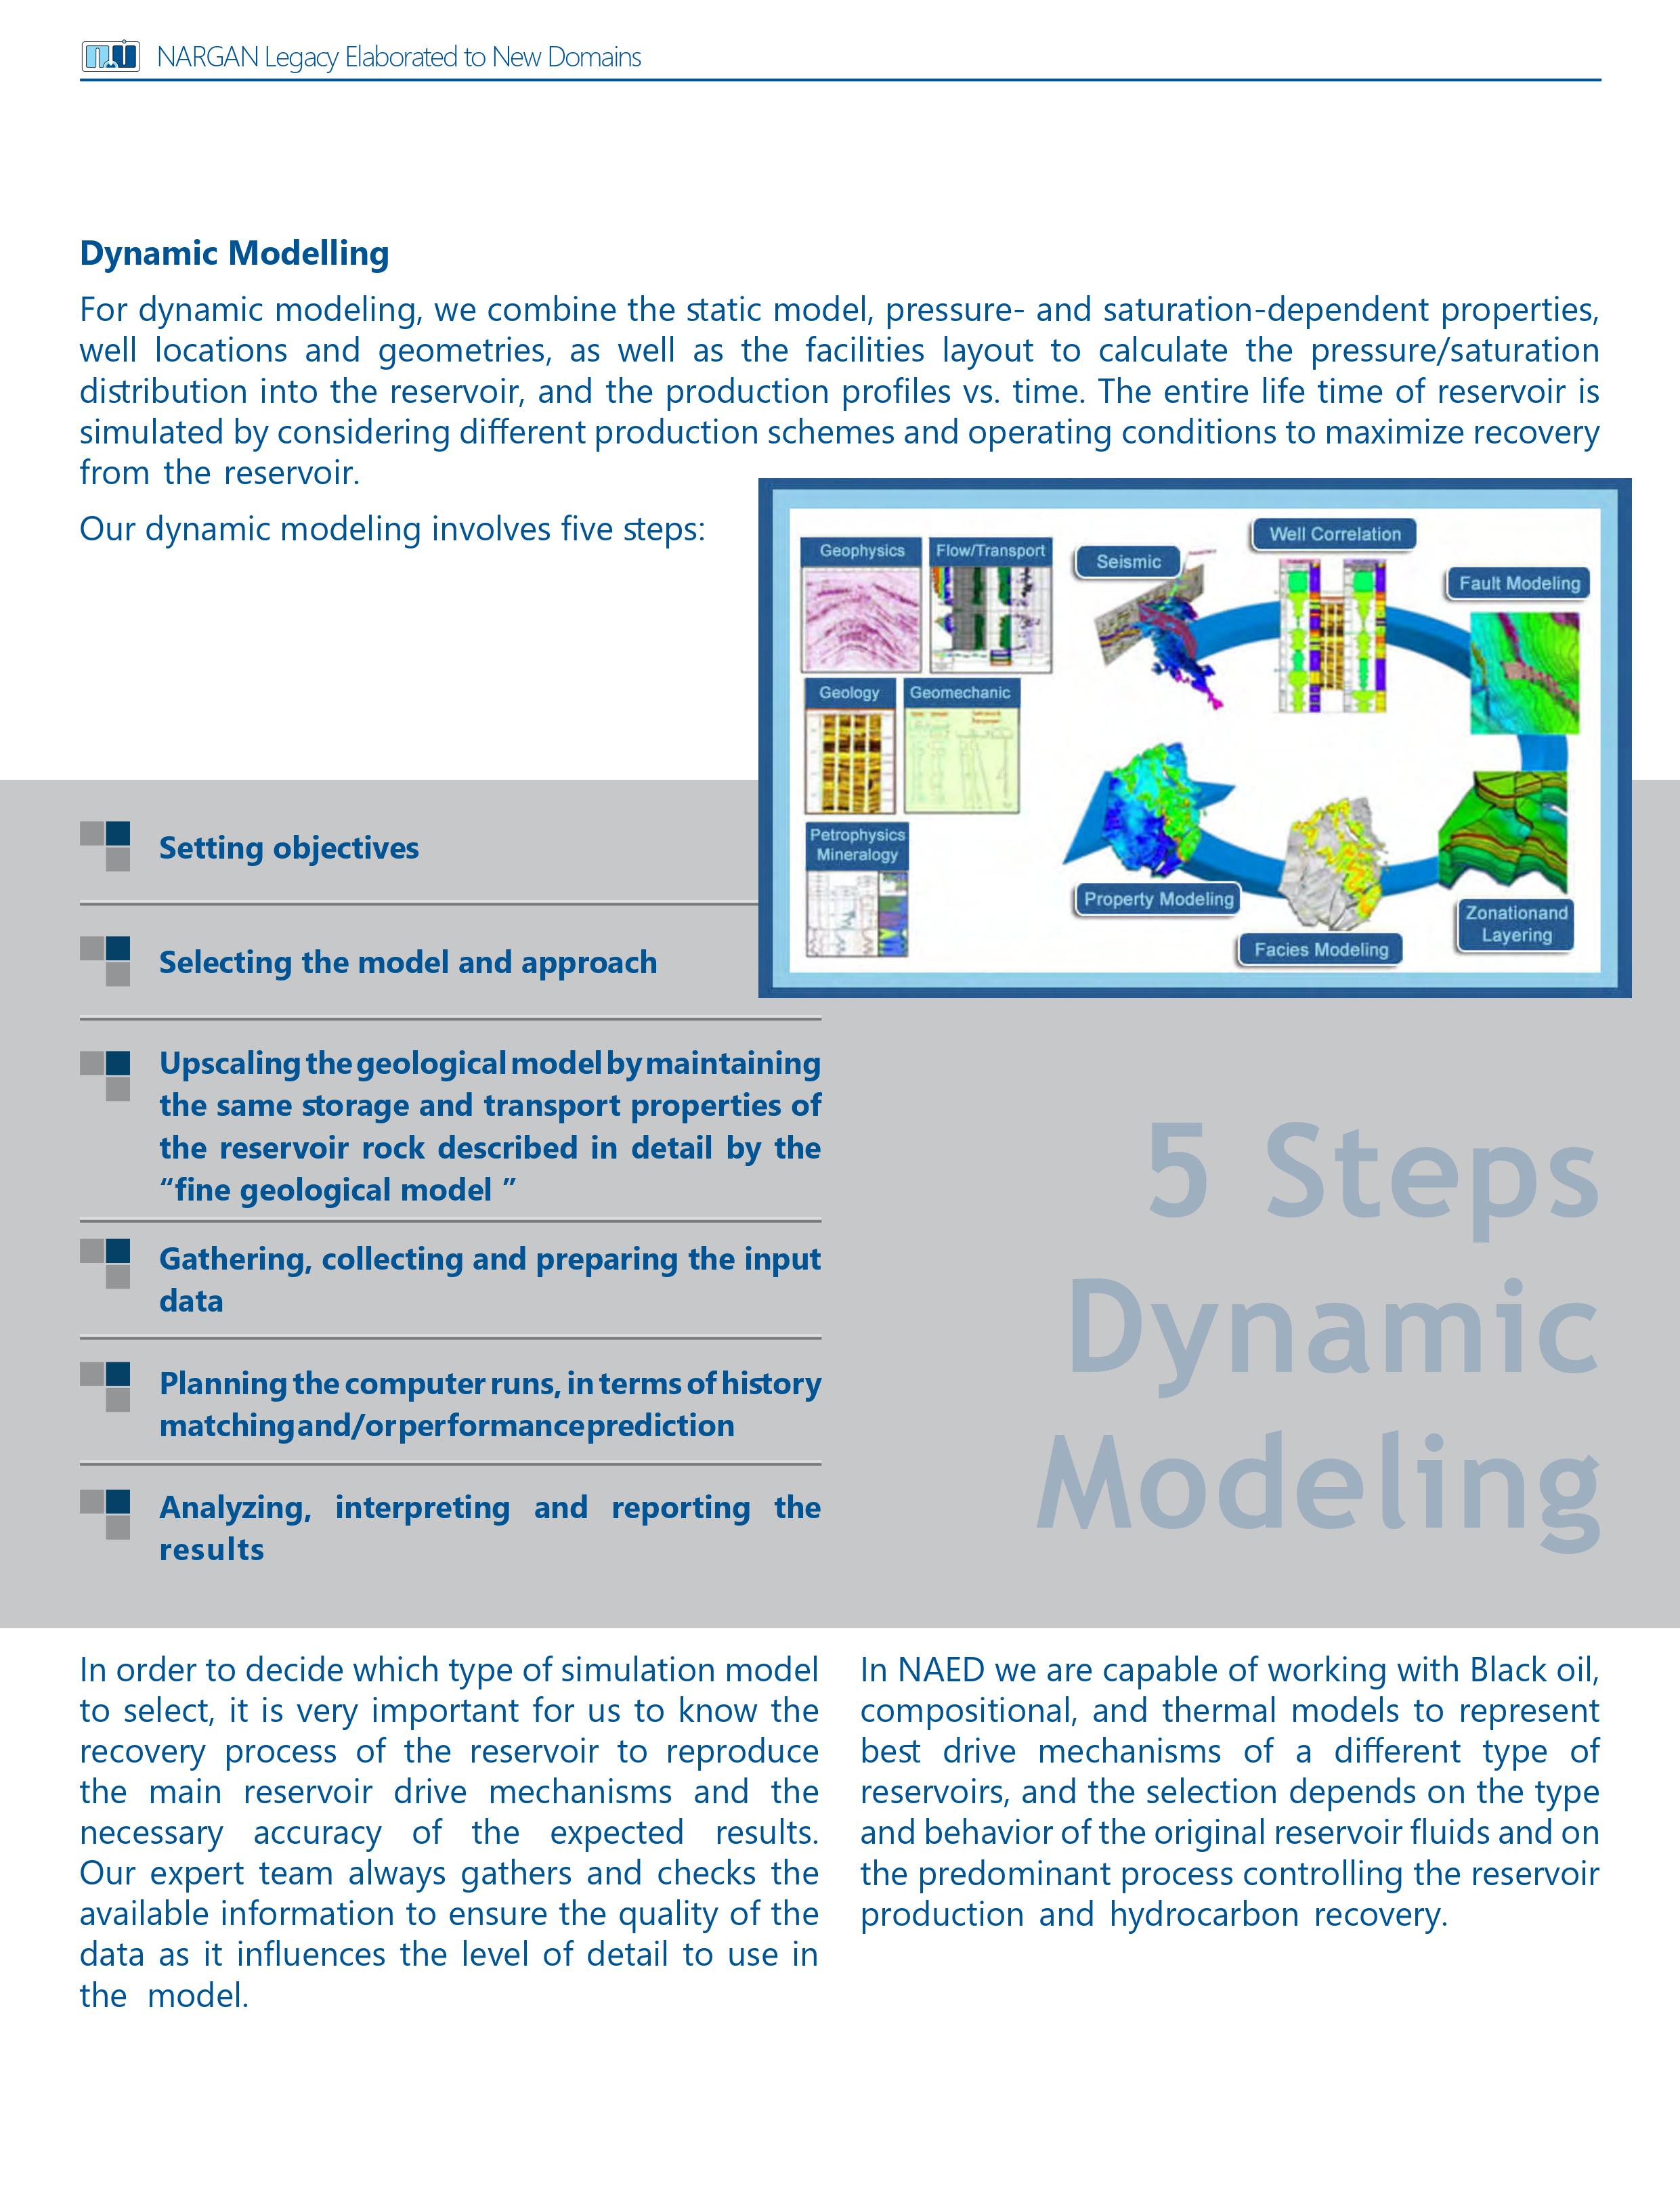 NARGAN Legacy Elaborated to New Domains
Dynamic Modelling
For dynamic modeling, we combine the static model, pressure- and saturation-dependent properties,
well locations and geometries, as well as the facilities layout to calculate the pressure/saturation
distribution into the reservoir, and the production profiles vs. time. The entire life time of reservoir is
simulated by considering different production schemes and operating conditions to maximize recovery
from the reservoir.
Our dynamic modeling involves five steps:
Geophysics
Flow/Transport
Geology
Geomechanic
Petrophysics
Mineralogy
Seismic
Well Correlation
Fault Modeling
Zonationand
Layering
Facies Modeling
Property Modeling
Setting objectives
Selecting the model and approach
Upscaling the geological model by maintaining
the same storage and transport properties of
the reservoir rock described in detail by the
“fine geological model ”
Gathering, collecting and preparing the input
data
Planning the computer runs, in terms of history
matching and/or performance prediction
Analyzing, interpreting and reporting the
results
5 Steps
Dynamic
Modeling
In order to decide which type of simulation model
to select, it is very important for us to know the
recovery process of the reservoir to reproduce
the main reservoir drive mechanisms and the
necessary accuracy of the expected results.
Our expert team always gathers and checks the
available information to ensure the quality of the
data as it influences the level of detail to use in
the model.
In NAED we are capable of working with Black oil,
compositional, and thermal models to represent
best drive mechanisms of a different type of
reservoirs, and the selection depends on the type
and behavior of the original reservoir fluids and on
the predominant process controlling the reservoir
production and hydrocarbon recovery.